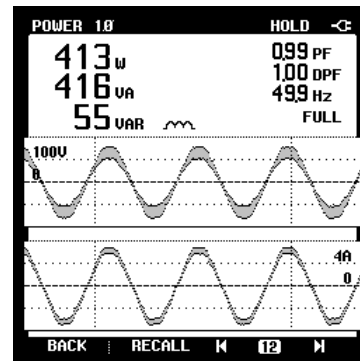 POWER 1Ø HOLD
413 W 0.99 PF
416 VA 1.00 DPF
55 VAR 49.9 Hz
FULL
100V
0
4A
0
BACK RECALL 12